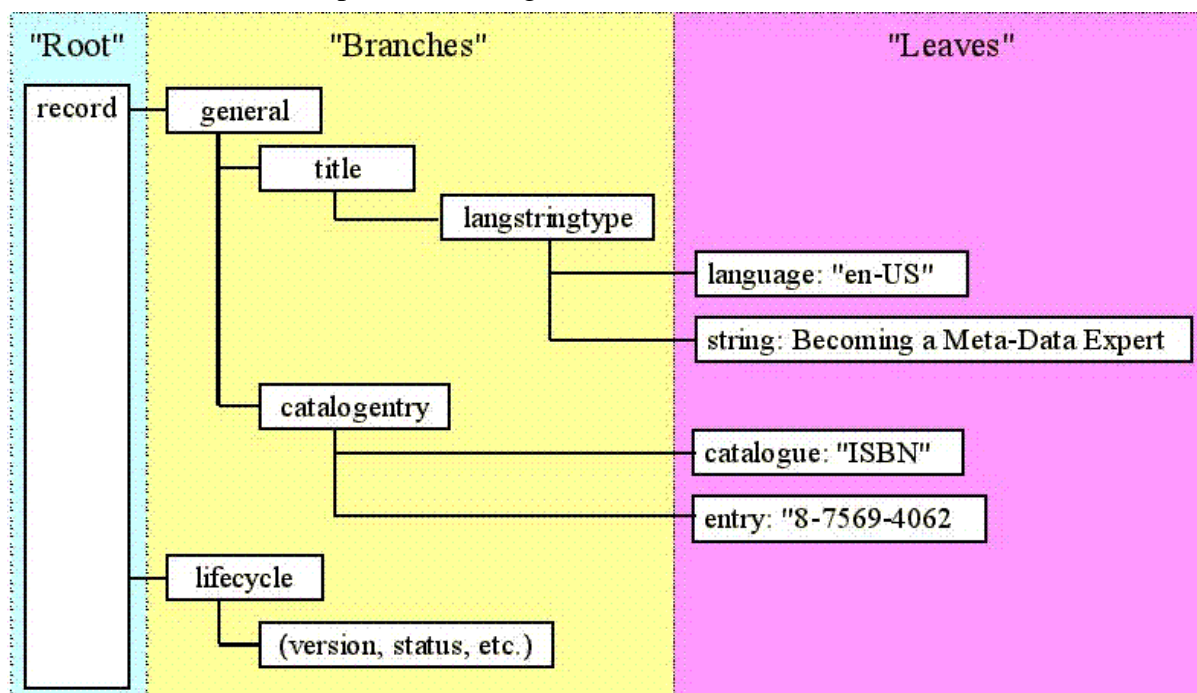 "Root" "Branches" "Leaves"
record
general
title
langstringtype
language: "en-US"
string: Becoming a Meta-Data Expert
catalogentry
catalogue: "ISBN"
entry: "8-7569-4062
lifecycle
(version, status, etc.)